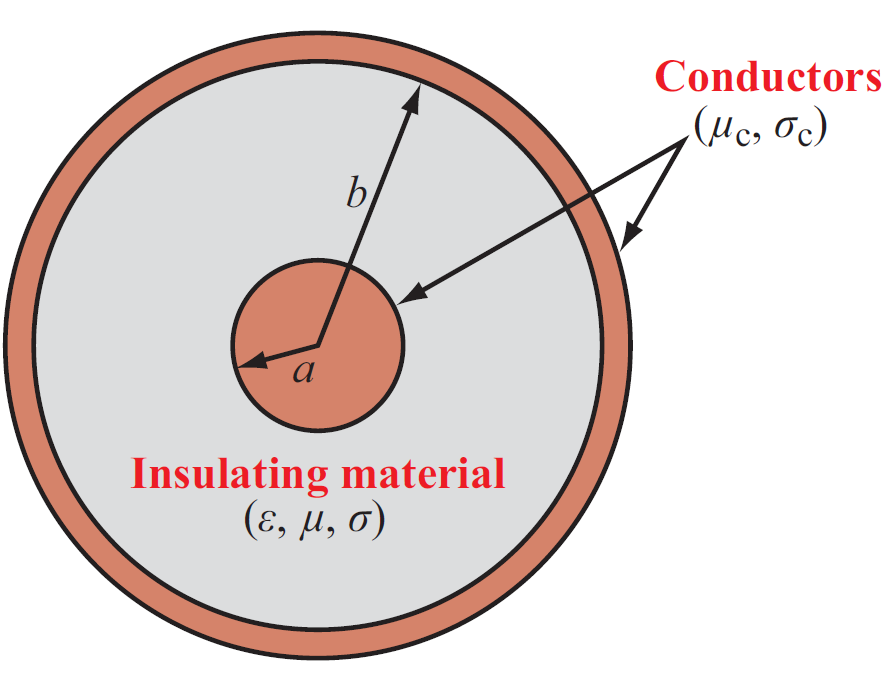 Conductors
(μc, σc)
b
a
Insulating material
(ε, μ, σ)